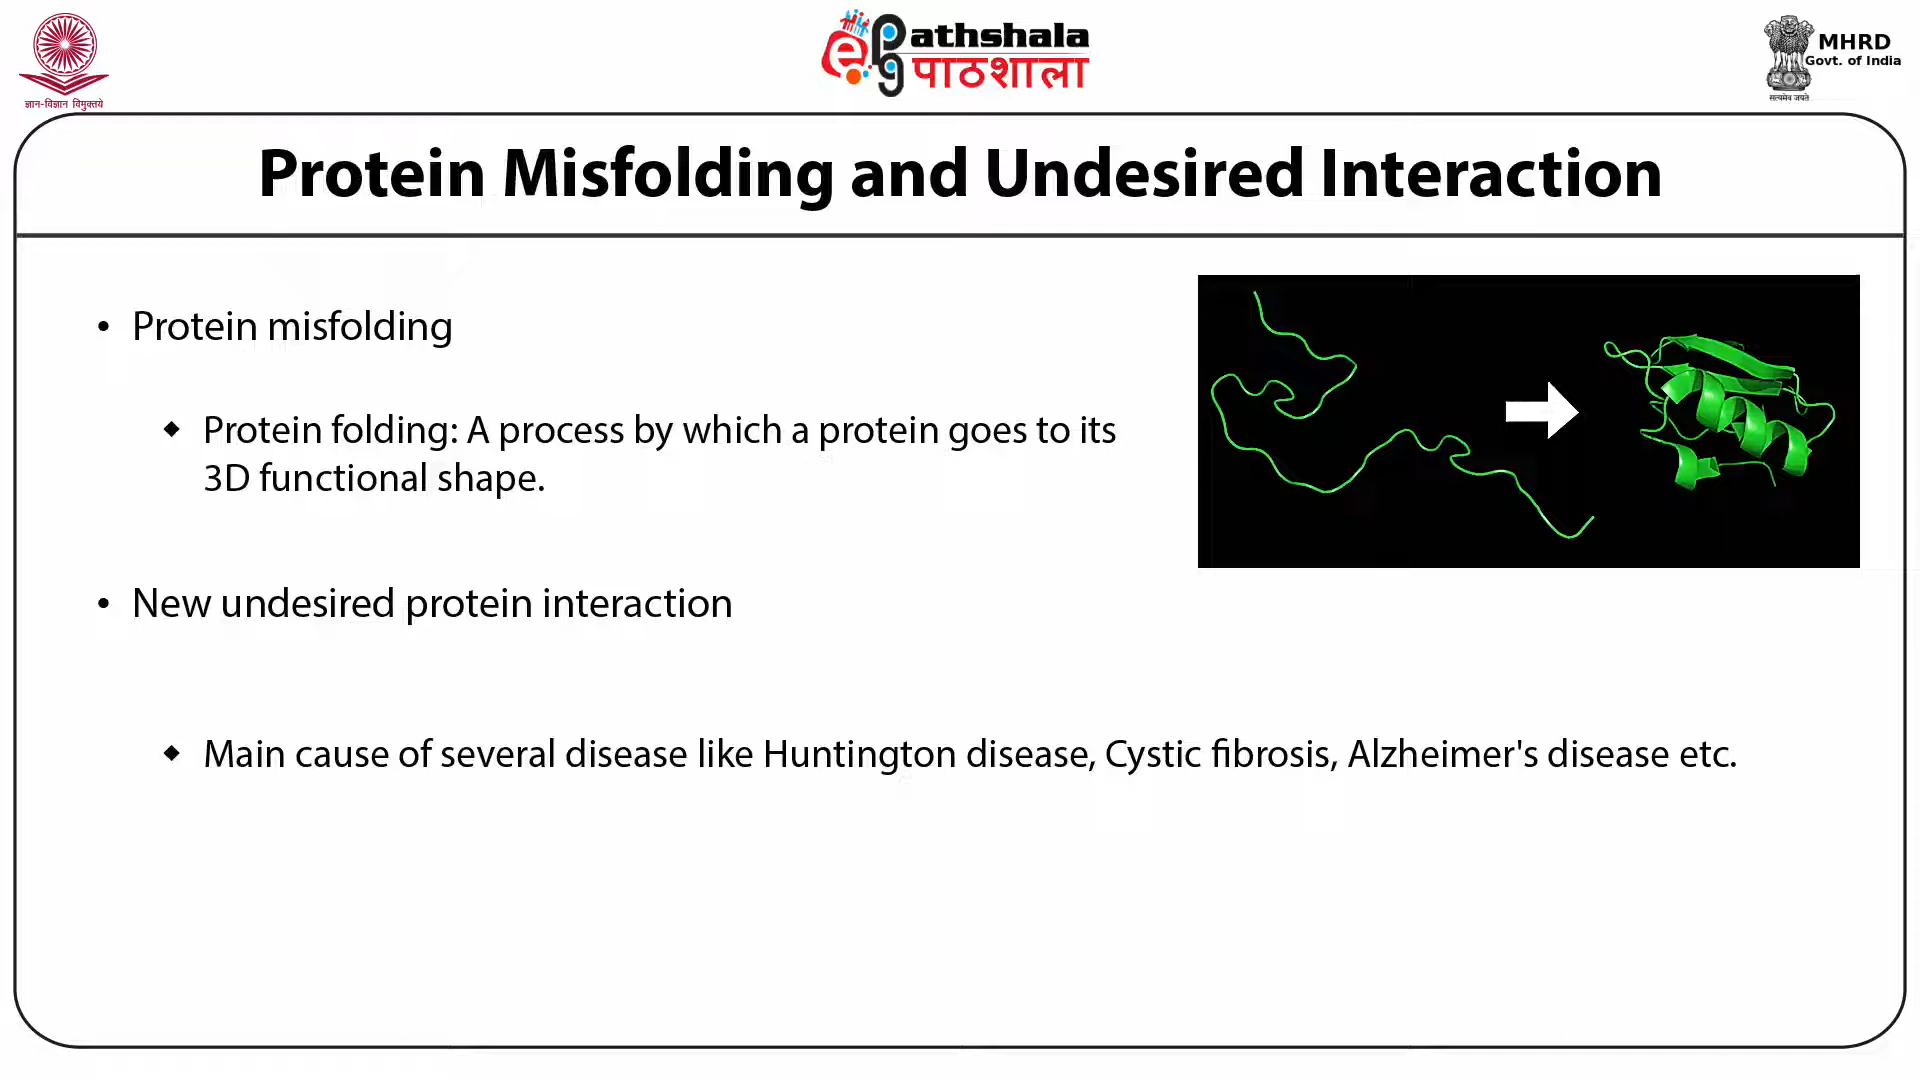 ज्ञान-विज्ञान विमुक्तये
ePathshala
पाठशाला
MHRD
Govt. of India
सत्यमेव जयते
Protein Misfolding and Undesired Interaction
• Protein misfolding
◆ Protein folding: A process by which a protein goes to its
3D functional shape.
• New undesired protein interaction
◆ Main cause of several disease like Huntington disease, Cystic fibrosis, Alzheimer's disease etc.